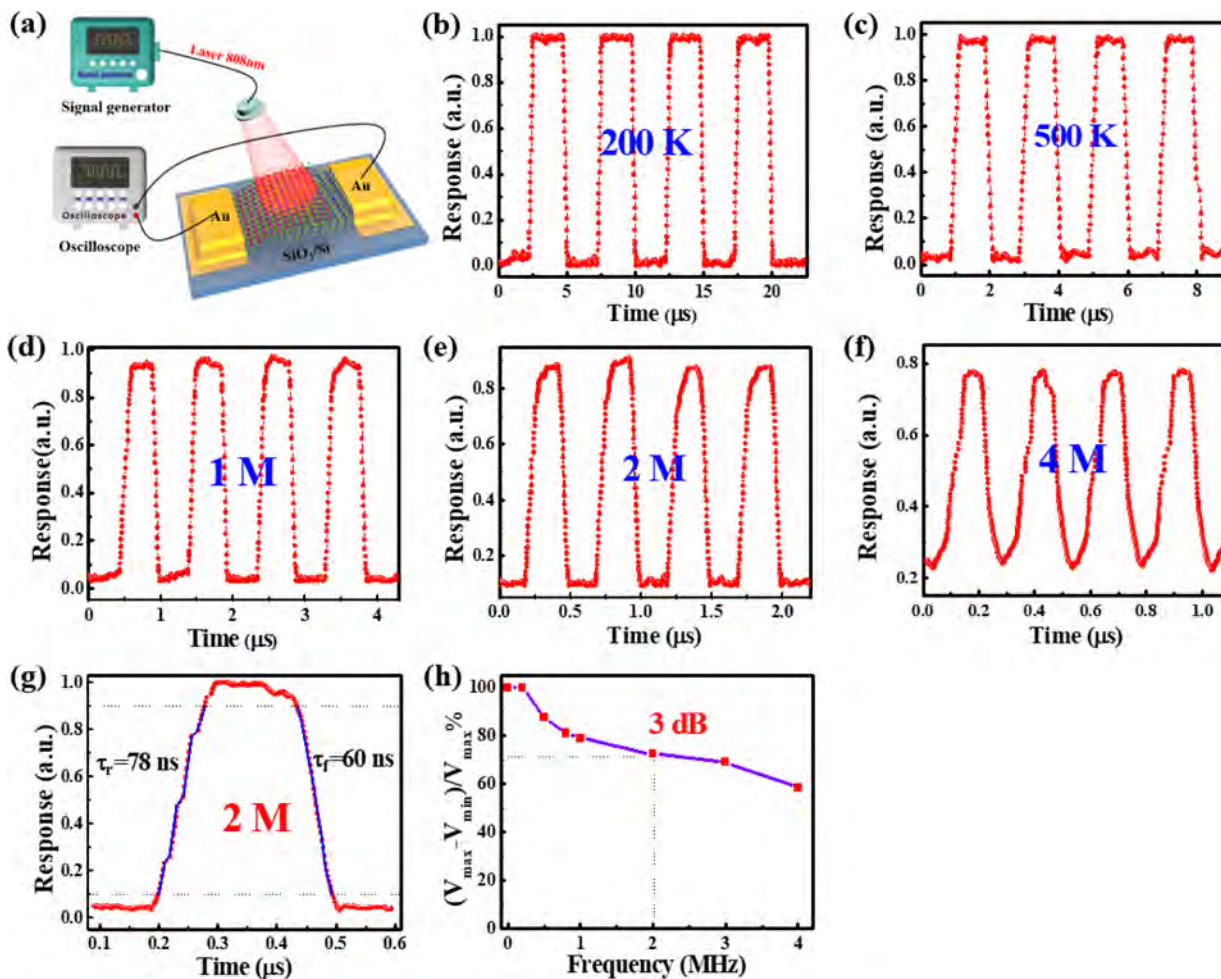 (a)
Laser 808nm
Signal generator
Oscilloscope
Oscilloscope
Au
Au
SiO₂/Si
(b)
Response (a.u.)
1.0
0.8
0.6
0.4
0.2
0.0
200 K
0 5 10 15 20
Time (μs)
(c)
Response (a.u.)
1.0
0.8
0.6
0.4
0.2
0.0
500 K
0 2 4 6 8
Time (μs)
(d)
Response(a.u.)
1.0
0.8
0.6
0.4
0.2
0.0
1 M
0 1 2 3 4
Time (μs)
(e)
Response (a.u.)
0.8
0.6
0.4
0.2
2 M
0.0 0.5 1.0 1.5 2.0
Time (μs)
(f)
Response (a.u.)
0.8
0.6
0.4
0.2
4 M
0.0 0.2 0.4 0.6 0.8 1.0
Time (μs)
(g)
Response (a.u.)
1.0
0.8
0.6
0.4
0.2
0.0
τr=78 ns
τf=60 ns
2 M
0.1 0.2 0.3 0.4 0.5 0.6
Time (μs)
(h)
(Vmax-Vmin)/Vmax%
100
80
60
40
20
0
3 dB
0 1 2 3 4
Frequency (MHz)